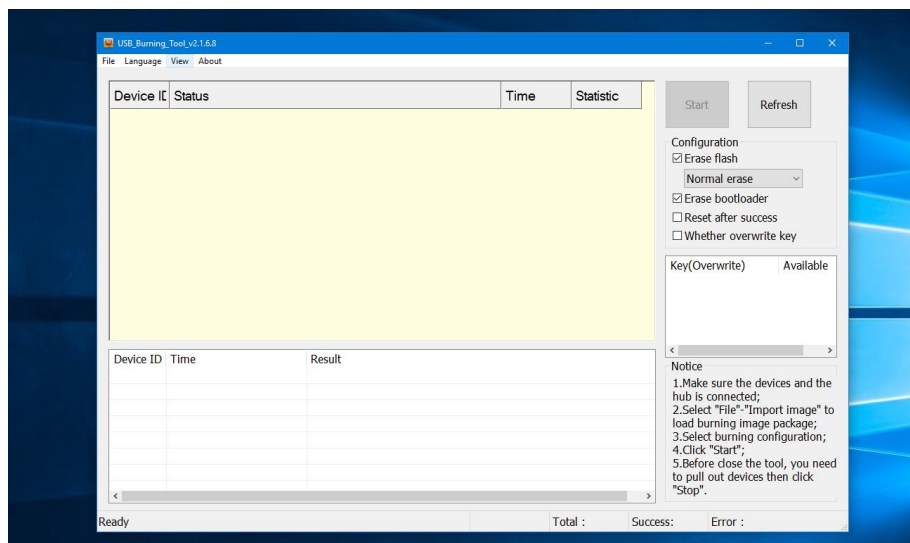 USB_Burning_Tool_v2.1.6.8
File Language View About
Device ID Status Time Statistic
Start Refresh
Configuration
Erase flash
Normal erase
Erase bootloader
Reset after success
Whether overwrite key
Key(Overwrite) Available
Device ID Time Result
Notice
1.Make sure the devices and the
hub is connected;
2.Select "File"-"Import image" to
load burning image package;
3.Select burning configuration;
4.Click "Start";
5.Before close the tool, you need
to pull out devices then click
"Stop".
Ready Total : Success: Error :